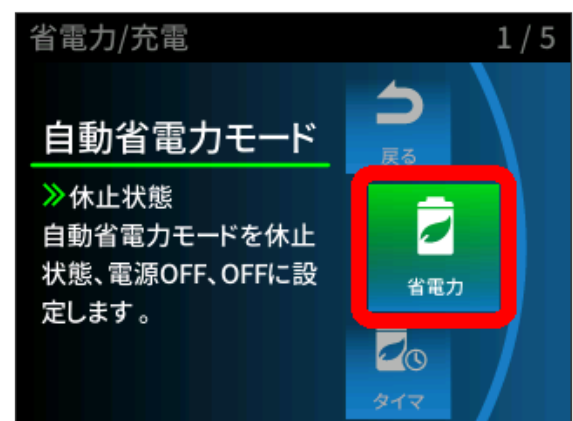 省電力/充電
1/5
自動省電力モード
戻る
≫休止状態
自動省電力モードを休止
状態、電源OFF、OFFに設
定します。
省電力
タイマ